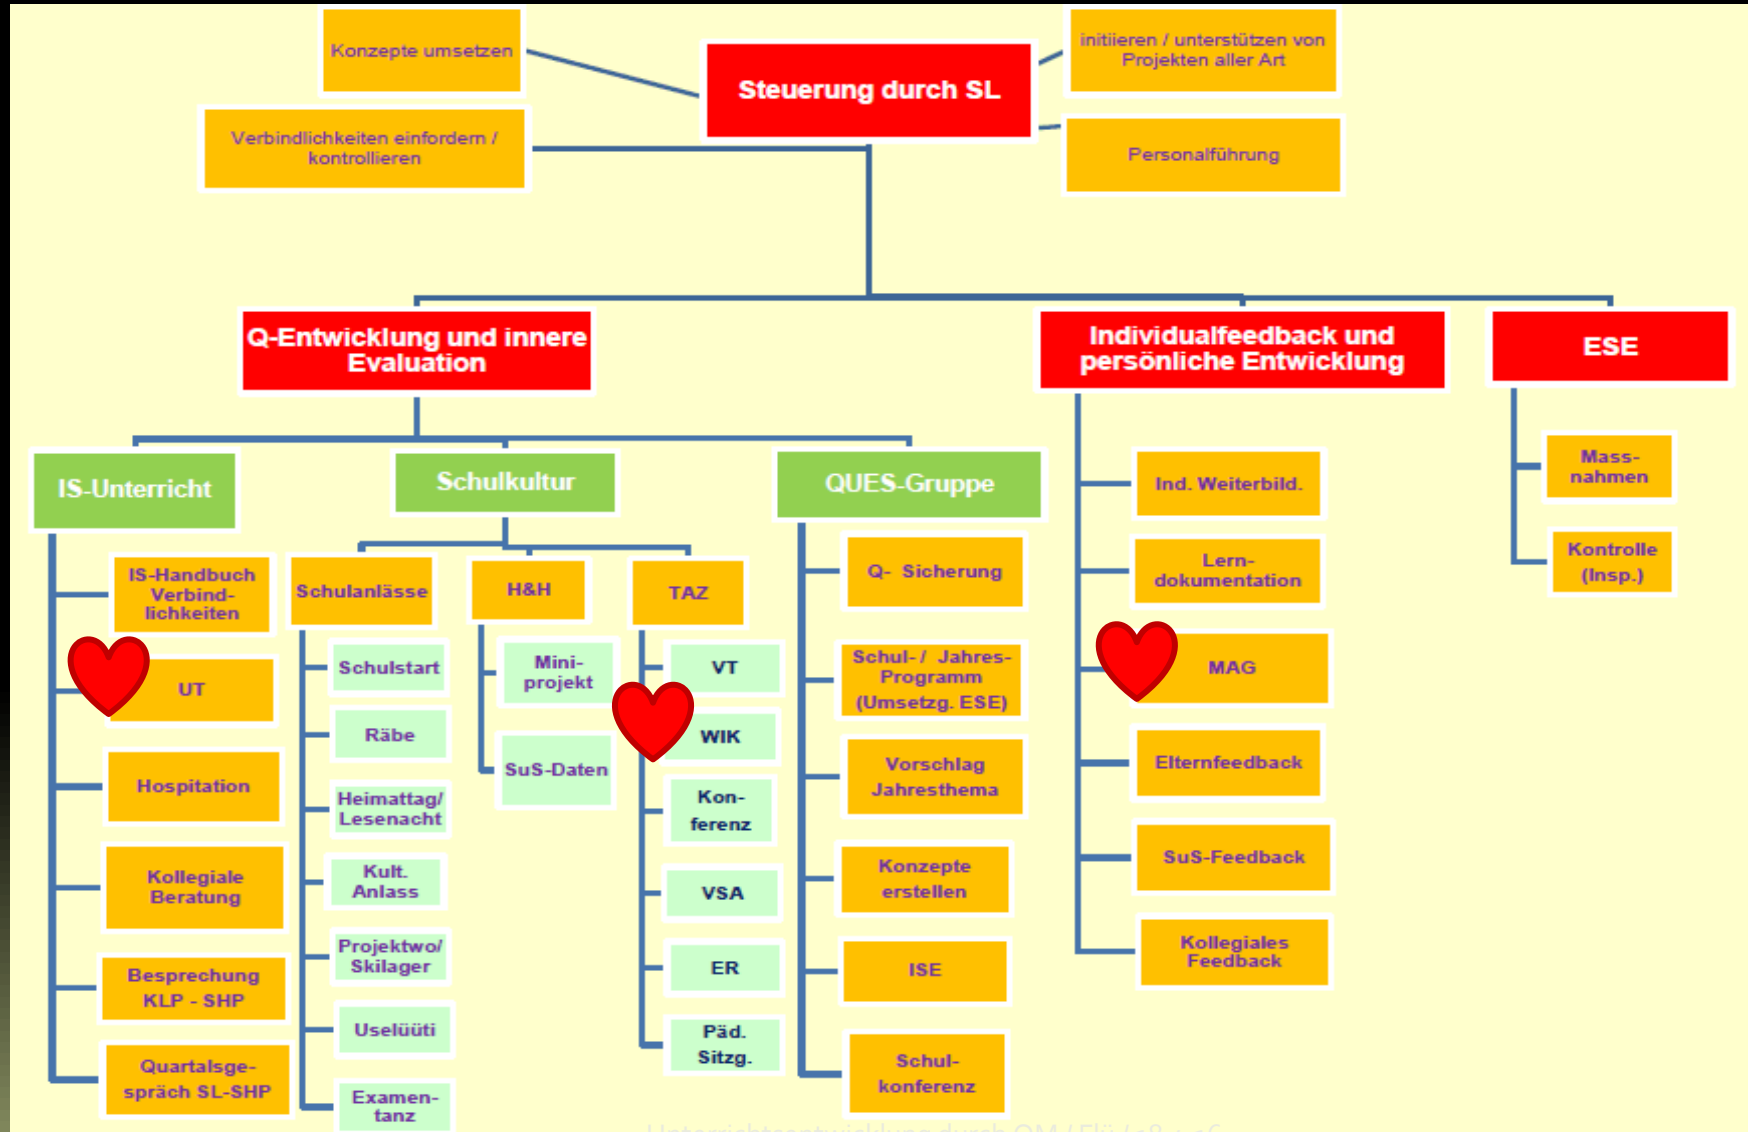 Konzepte umsetzen
Steuerung durch SL
initiieren / unterstützen von
Projekten aller Art
Verbindlichkeiten einfordern /
kontrollieren
Personalführung
Q-Entwicklung und innere
Evaluation
Individualfeedback und
persönliche Entwicklung
ESE
IS-Unterricht
Schulkultur
QUES-Gruppe
IS-Handbuch
Verbind-
lichkeiten
UT
Hospitation
Kollegiale
Beratung
Besprechung
KLP - SHP
Quartalsge-
spräch SL-SHP
Schulanlässe
Schulstart
Räbe
Heimattag/
Lesenacht
Kult.
Anlass
Projektwo/
Skilager
Uselüüti
Examen-
tanz
H&H
Mini-
projekt
SuS-Daten
TAZ
VT
WIK
Kon-
ferenz
VSA
ER
Päd.
Sitzg.
Q- Sicherung
Schul- / Jahres-
Programm
(Umsetzg. ESE)
Vorschlag
Jahresthema
Konzepte
erstellen
ISE
Schul-
konferenz
Ind. Weiterbild.
Lern-
dokumentation
MAG
Elternfeedback
SuS-Feedback
Kollegiales
Feedback
Mass-
nahmen
Kontrolle
(Insp.)
Unterrichtsentwicklung durch QM / Flü /